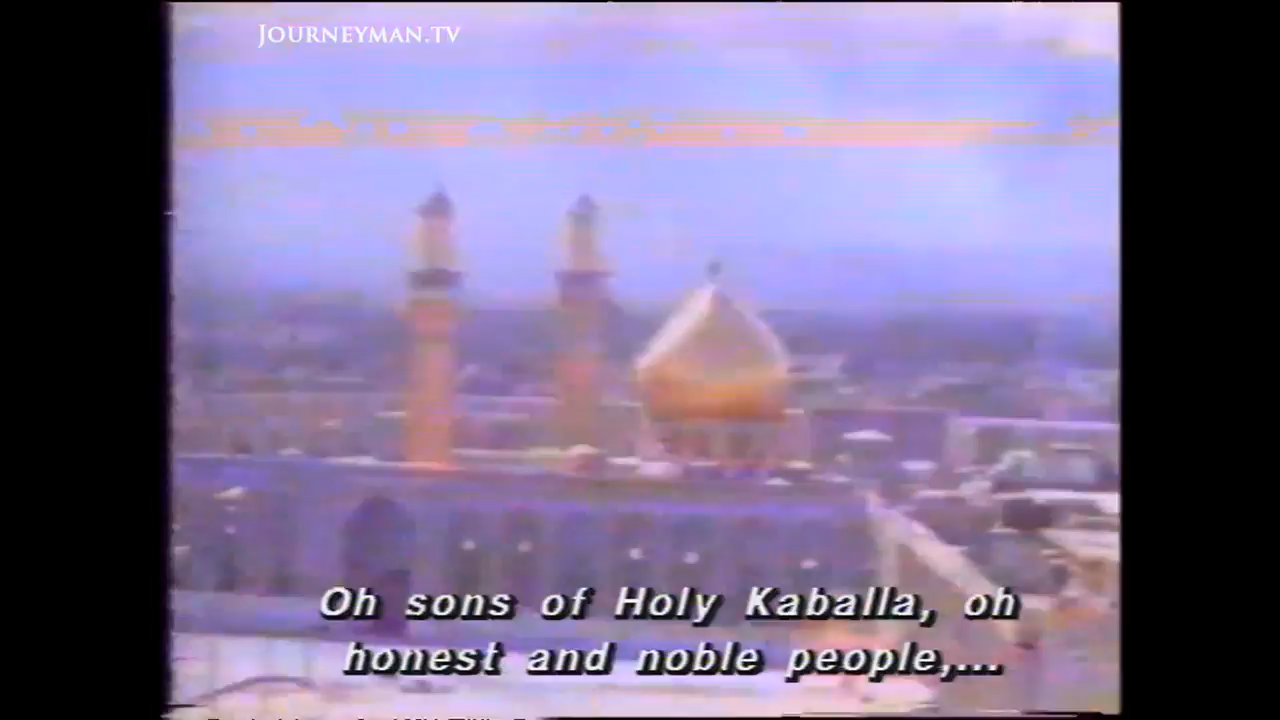 JOURNEYMAN.TV
Oh sons of Holy Kaballa, oh
honest and noble people,...